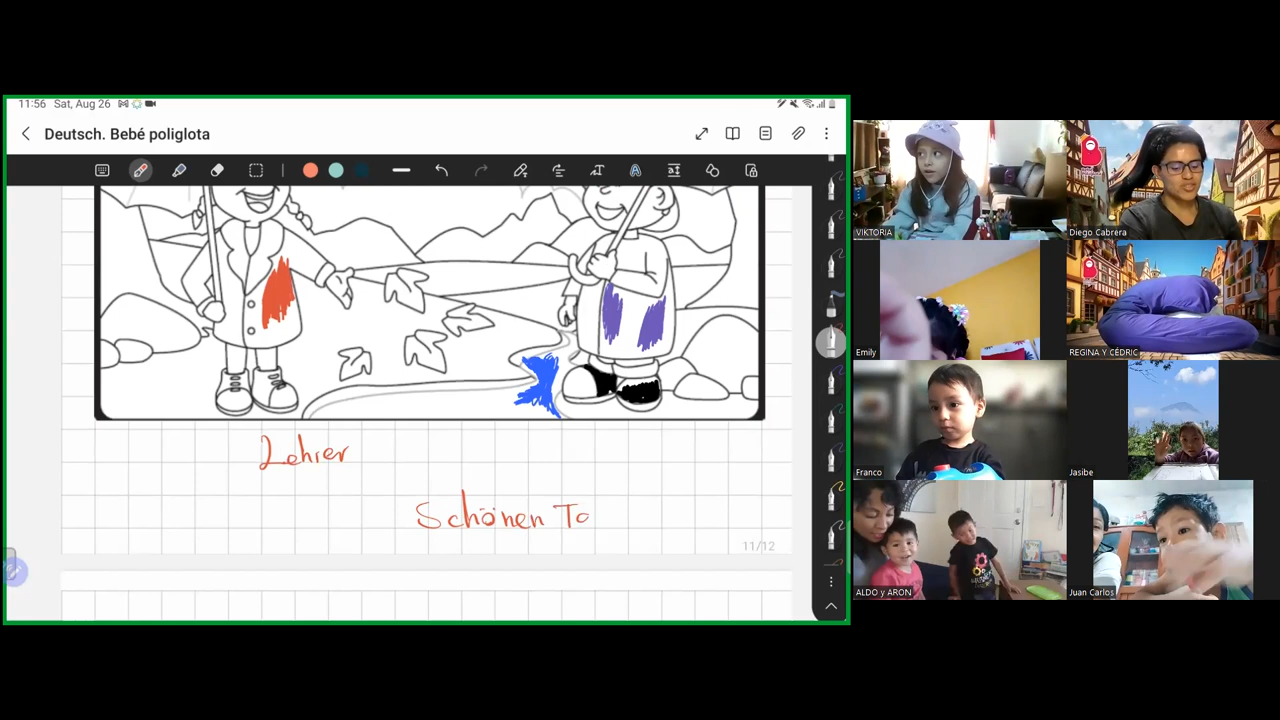 11:56 Sat, Aug 26
Deutsch. Bebé poliglota
Lehrer
Schönen To
11/12
VIKTORIA
Diego Cabrera
Emily
REGINA Y CÉDRIC
Franco
Jasibe
ALDO y ARON
Juan Carlos